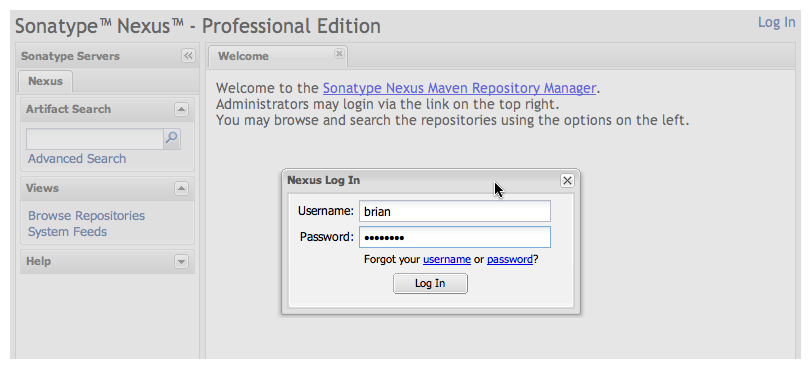 Sonatype™ Nexus™ - Professional Edition
Log In
Sonatype Servers
Nexus
Artifact Search
Advanced Search
Views
Browse Repositories
System Feeds
Help
Welcome
Welcome to the Sonatype Nexus Maven Repository Manager.
Administrators may login via the link on the top right.
You may browse and search the repositories using the options on the left.
Nexus Log In
Username: brian
Password: ••••••••
Forgot your username or password?
Log In